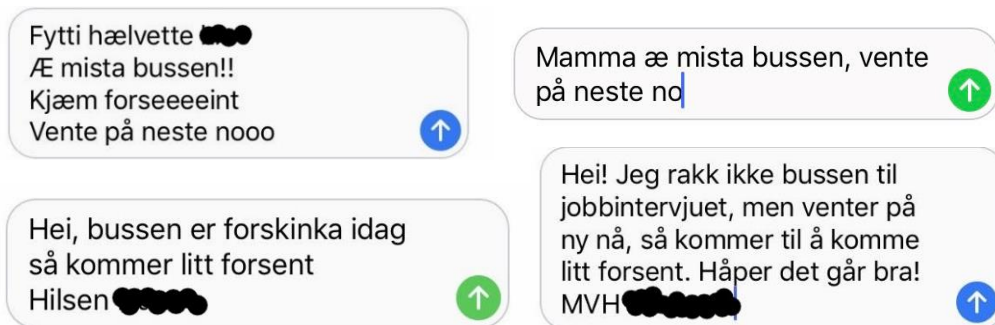 Fytti hælvette
Æ mista bussen!!
Kjæm forseeeeint
Vente på neste nooo
Mamma æ mista bussen, vente
på neste no
Hei, bussen er forskinka idag
så kommer litt forsent
Hilsen
Hei! Jeg rakk ikke bussen til
jobbintervjuet, men venter på
ny nå, så kommer til å komme
litt forsent. Håper det går bra!
MVH